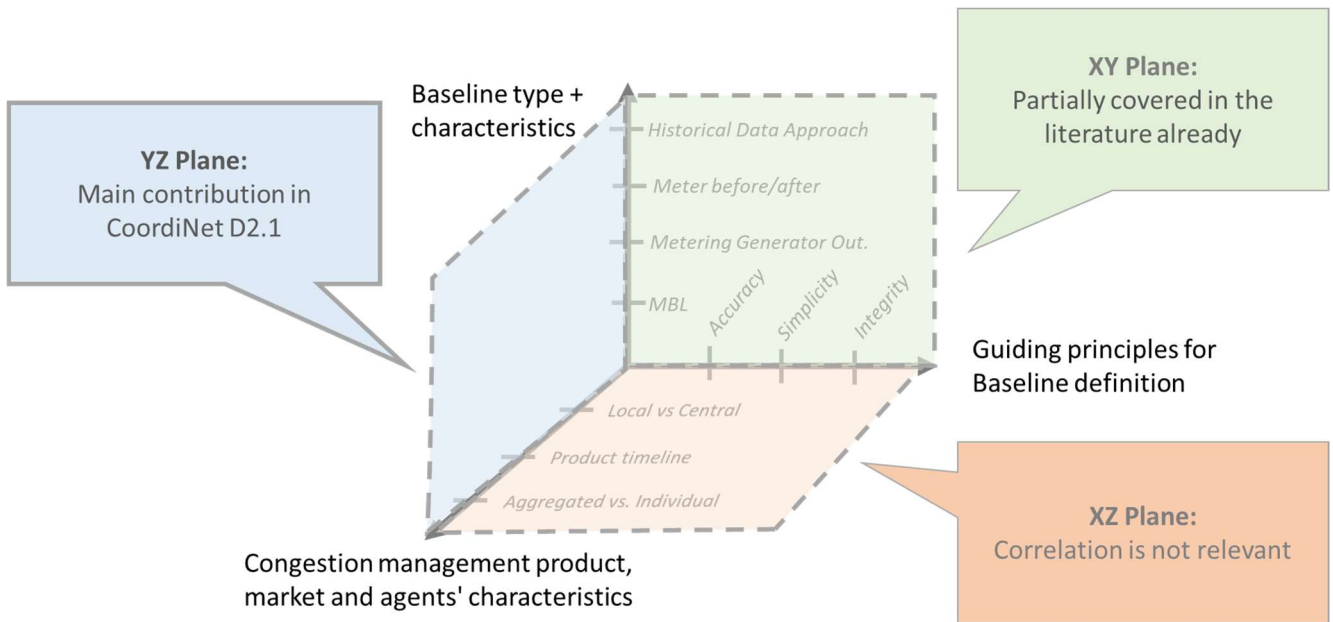 XY Plane:
Partially covered in the
literature already
Baseline type +
characteristics
Historical Data Approach
YZ Plane:
Main contribution in
CoordiNet D2.1
Meter before/after
Metering Generator Out.
MBL
Accuracy
Simplicity
Integrity
Guiding principles for
Baseline definition
Local vs Central
Product timeline
Aggregated vs. Individual
XZ Plane:
Correlation is not relevant
Congestion management product,
market and agents' characteristics